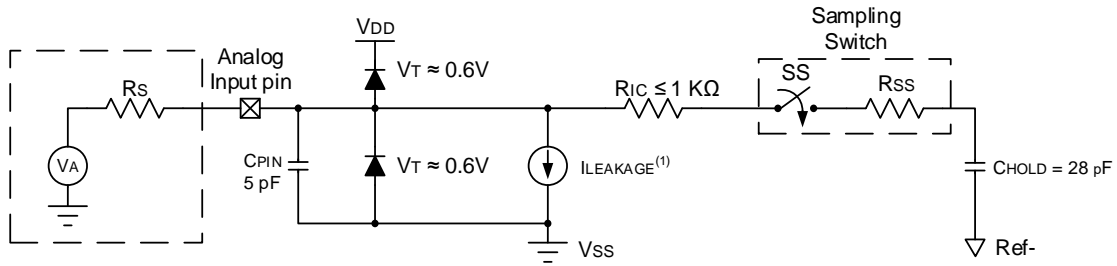 Sampling
Switch
VDD
Analog
Input pin
VT ≈ 0.6V
RS
RIC ≤ 1 KΩ
SS
RSS
VA
CPIN
5 pF
VT ≈ 0.6V
ILEAKAGE(1)
CHOLD = 28 pF
VSS
Ref-